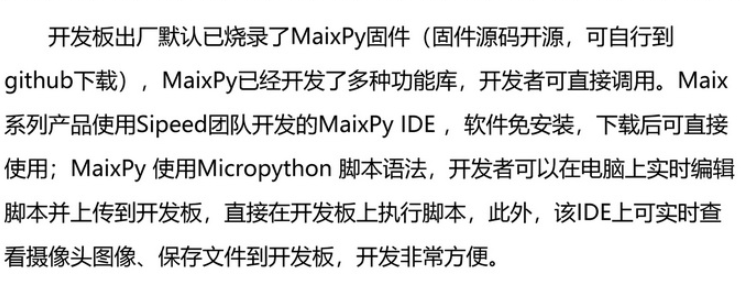 开发板出厂默认已烧录了MaixPy固件（固件源码开源，可自行到
github下载），MaixPy已经开发了多种功能库，开发者可直接调用。Maix
系列产品使用Sipeed团队开发的MaixPy IDE ，软件免安装，下载后可直接
使用；MaixPy 使用Micropython 脚本语法，开发者可以在电脑上实时编辑
脚本并上传到开发板，直接在开发板上执行脚本，此外，该IDE上可实时查
看摄像头图像、保存文件到开发板，开发非常方便。